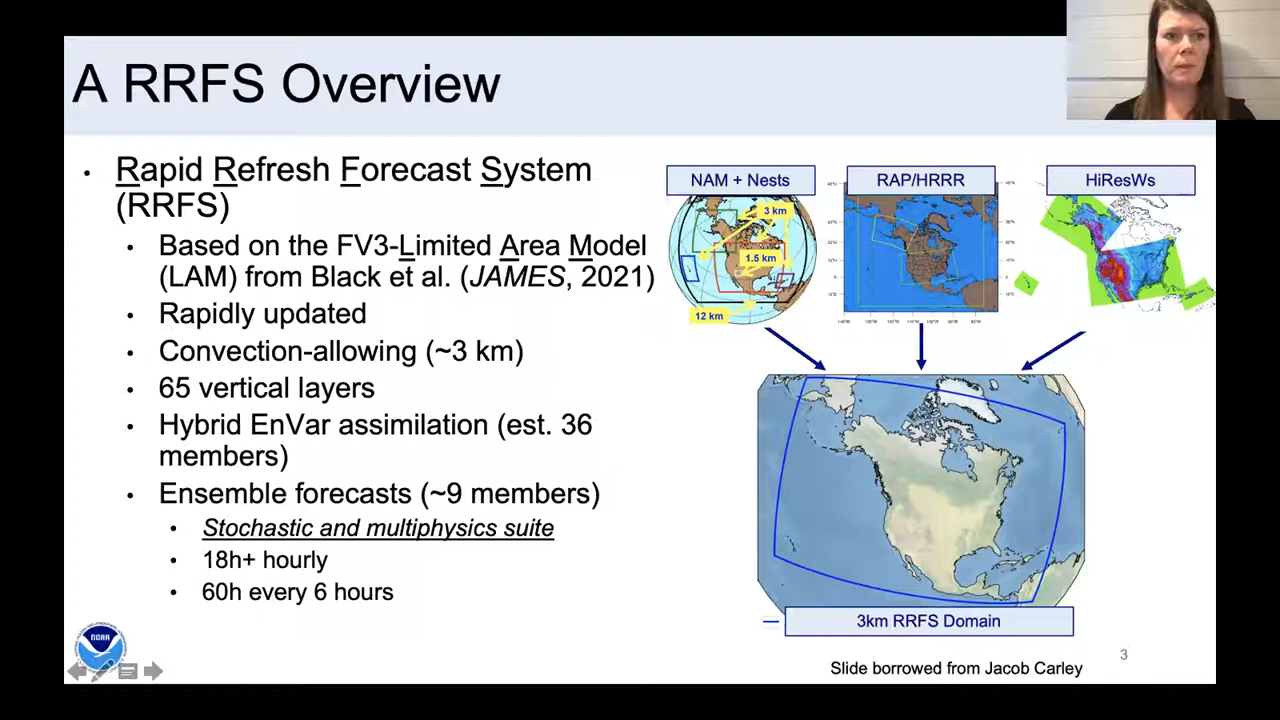 A RRFS Overview
• Rapid Refresh Forecast System
(RRFS)
• Based on the FV3-Limited Area Model
(LAM) from Black et al. (JAMES, 2021)
• Rapidly updated
• Convection-allowing (~3 km)
• 65 vertical layers
• Hybrid EnVar assimilation (est. 36
members)
• Ensemble forecasts (~9 members)
• Stochastic and multiphysics suite
• 18h+ hourly
• 60h every 6 hours
NAM + Nests
3 km
1.5 km
12 km
RAP/HRRR
HiResWs
3km RRFS Domain
NOAA
3
Slide borrowed from Jacob Carley